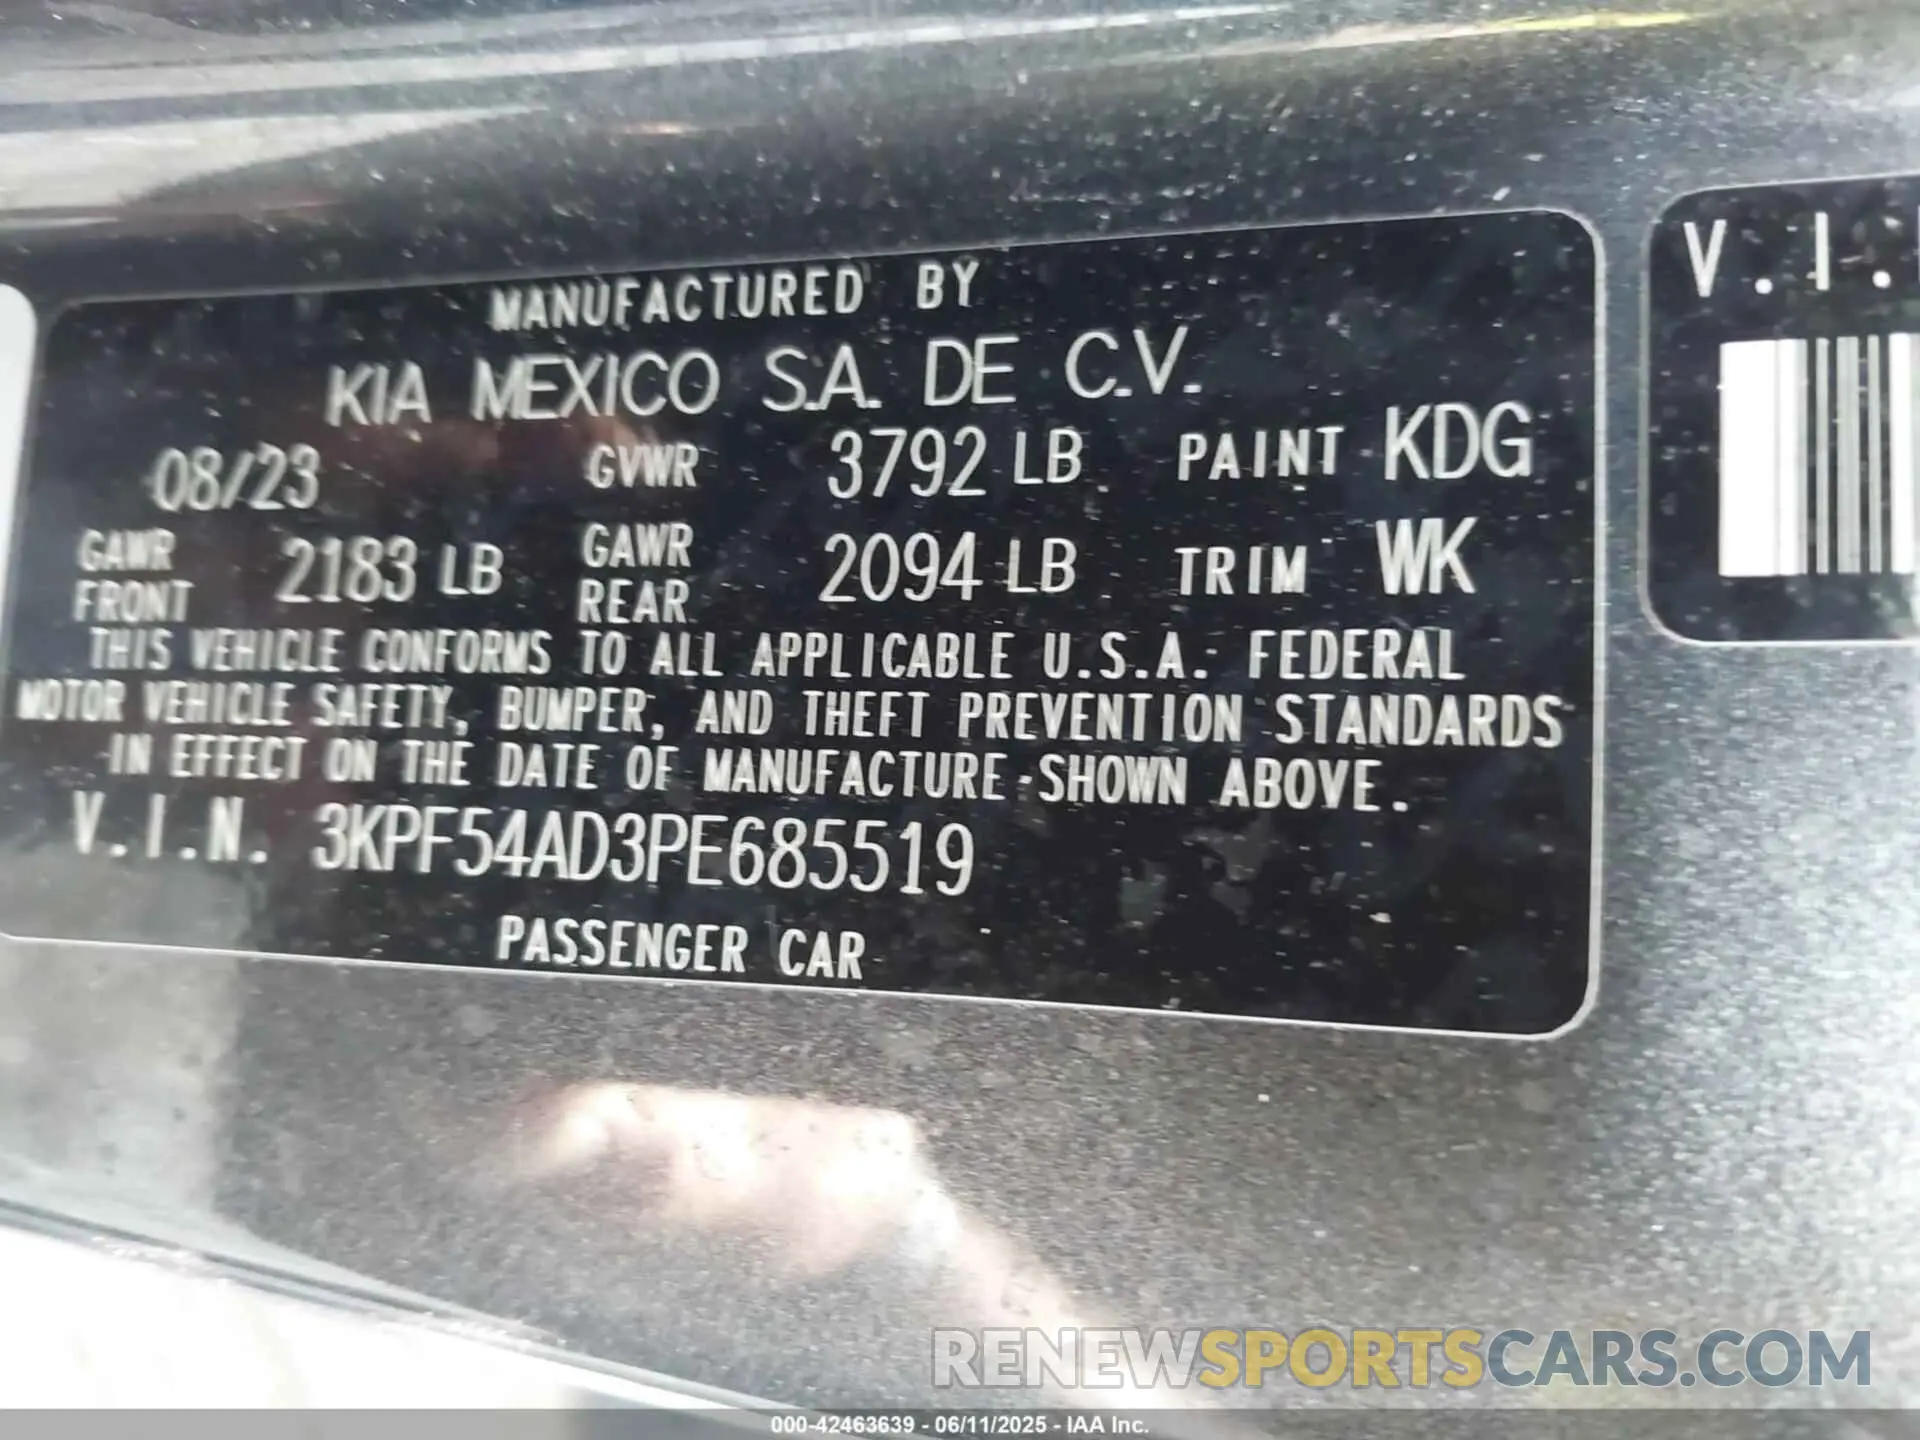 MANUFACTURED BY
KIA MEXICO S.A. DE C.V.
08/23 GVWR 3792 LB PAINT KDG
GAWR FRONT 2183 LB GAWR REAR 2094 LB TRIM WK
THIS VEHICLE CONFORMS TO ALL APPLICABLE U.S.A. FEDERAL
MOTOR VEHICLE SAFETY, BUMPER, AND THEFT PREVENTION STANDARDS
IN EFFECT ON THE DATE OF MANUFACTURE SHOWN ABOVE.
V.I.N. 3KPF54AD3PE685519
PASSENGER CAR
V.I.
RENEWSPORTSCARS.COM
000-42463639 - 06/11/2025 - IAA Inc.